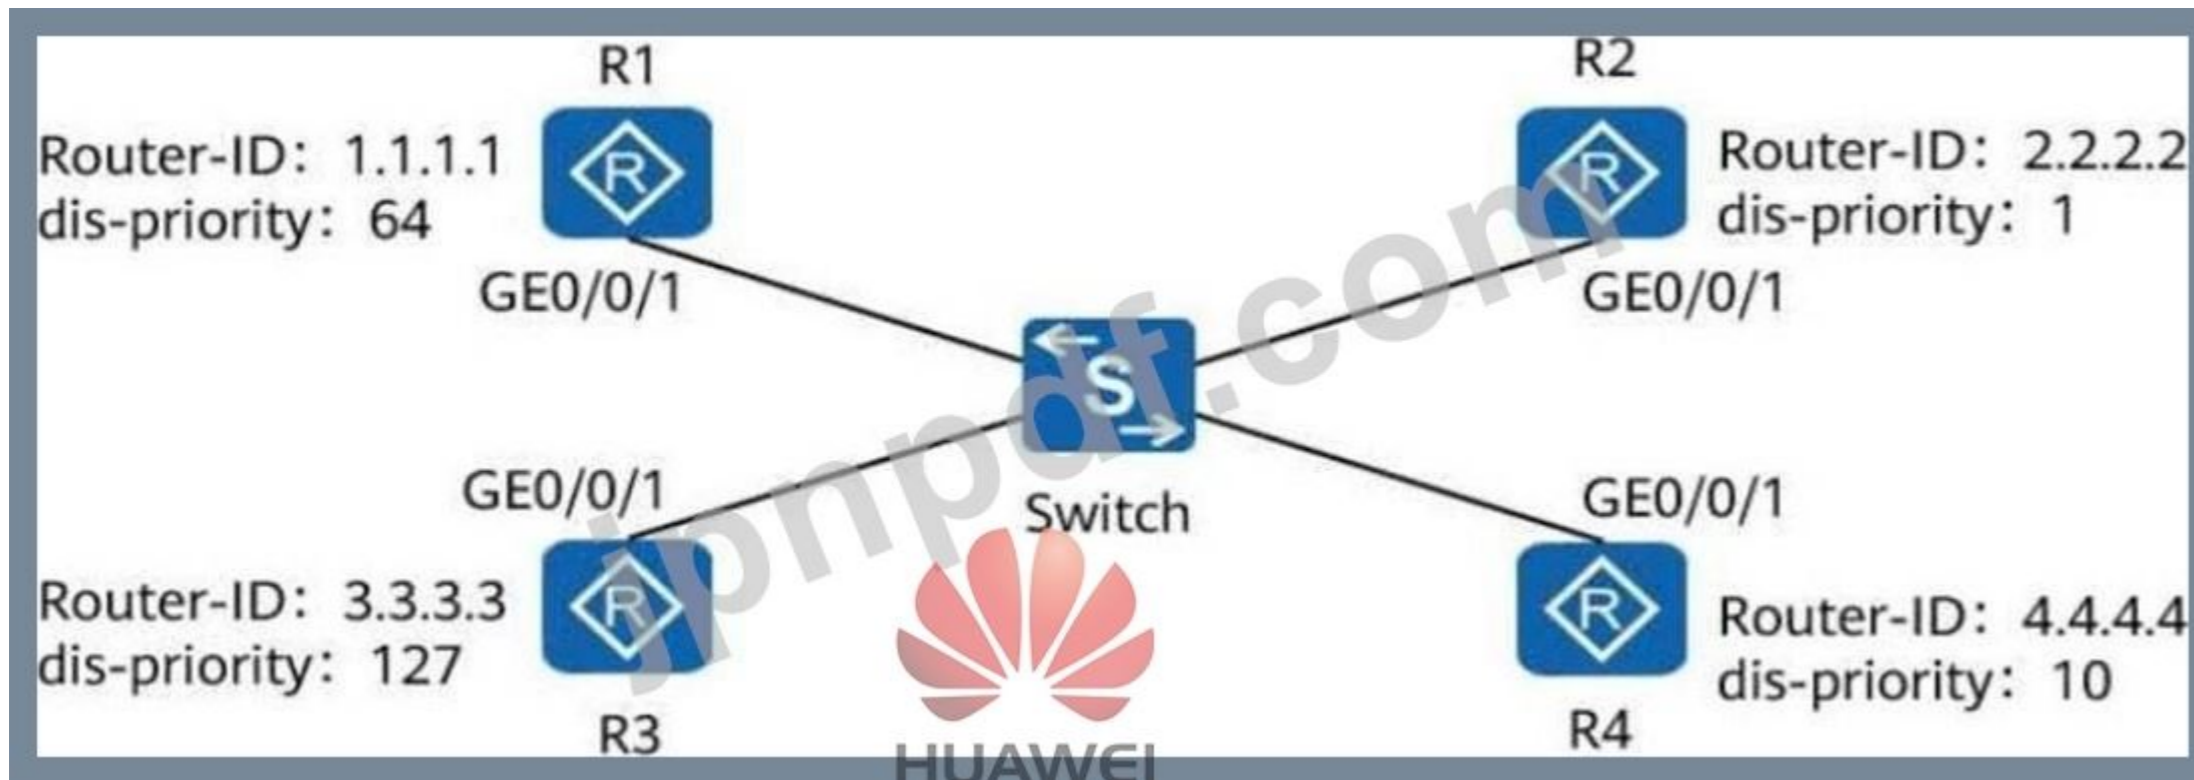 R1
R2
Router-ID: 1.1.1.1
dis-priority: 64
R
R
Router-ID: 2.2.2.2
dis-priority: 1
GE0/0/1
GE0/0/1
S
GE0/0/1
GE0/0/1
Switch
Router-ID: 3.3.3.3
dis-priority: 127
R
R
Router-ID: 4.4.4.4
dis-priority: 10
R3
R4
HUAWEI
jpnpdf.com